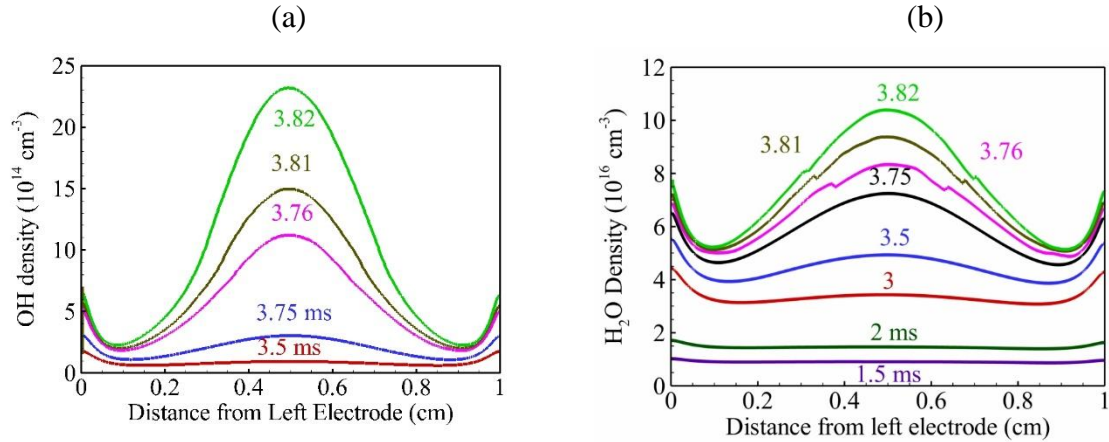 (a)
(b)
OH density (10¹⁴ cm⁻³)
25
20
15
10
5
0
3.82
3.81
3.76
3.75 ms
3.5 ms
0 0.2 0.4 0.6 0.8 1
Distance from Left Electrode (cm)
H₂O Density (10¹⁶ cm⁻³)
12
10
8
6
4
2
0
3.82
3.81
3.76
3.75
3.5
3
2 ms
1.5 ms
0 0.2 0.4 0.6 0.8 1
Distance from left electrode (cm)